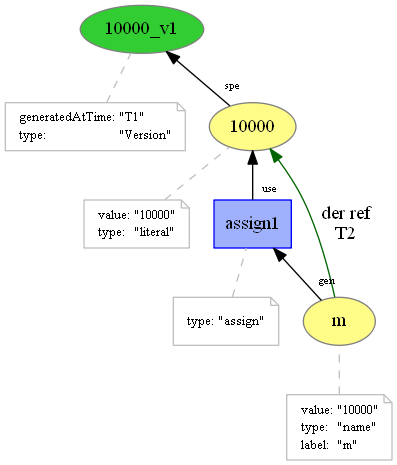 10000_v1
spe
generatedAtTime: "T1"
type: "Version"
10000
use
value: "10000"
type: "literal"
assign1
der ref
T2
gen
type: "assign"
m
value: "10000"
type: "name"
label: "m"